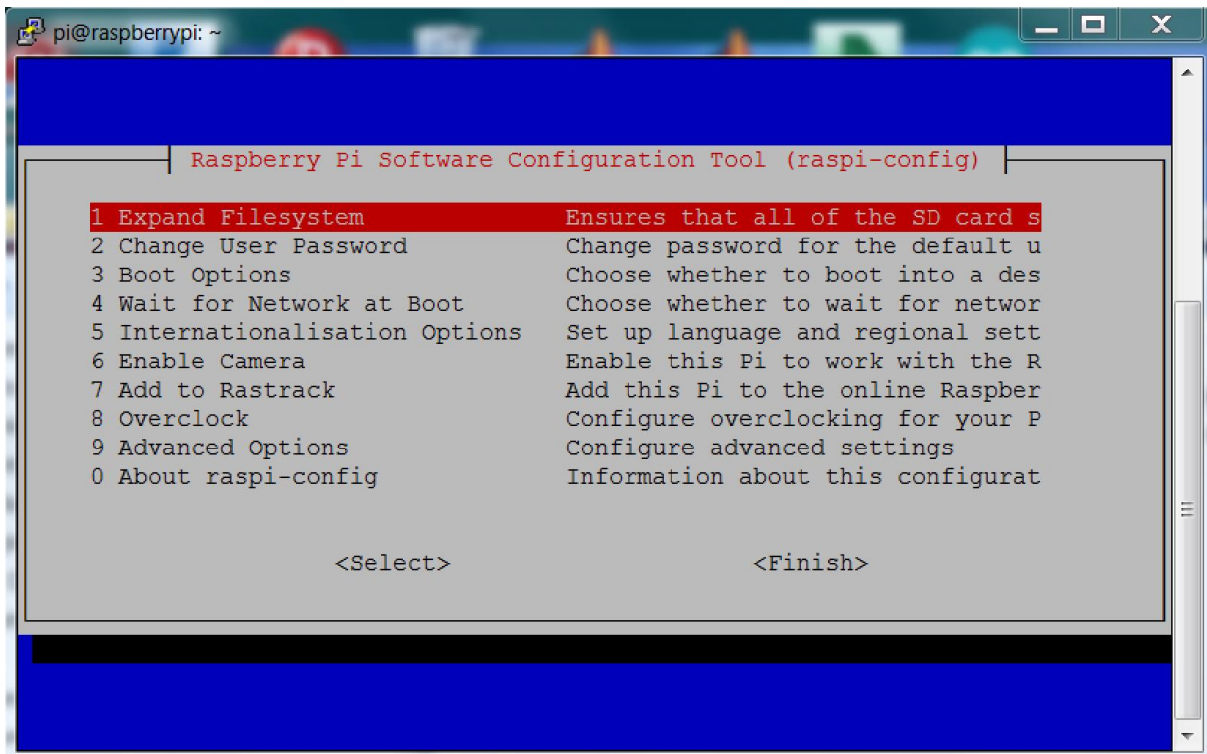 pi@raspberrypi: ~
Raspberry Pi Software Configuration Tool (raspi-config)
1 Expand Filesystem Ensures that all of the SD card s
2 Change User Password Change password for the default u
3 Boot Options Choose whether to boot into a des
4 Wait for Network at Boot Choose whether to wait for networ
5 Internationalisation Options Set up language and regional sett
6 Enable Camera Enable this Pi to work with the R
7 Add to Rastrack Add this Pi to the online Raspber
8 Overclock Configure overclocking for your P
9 Advanced Options Configure advanced settings
0 About raspi-config Information about this configurat
<Select> <Finish>